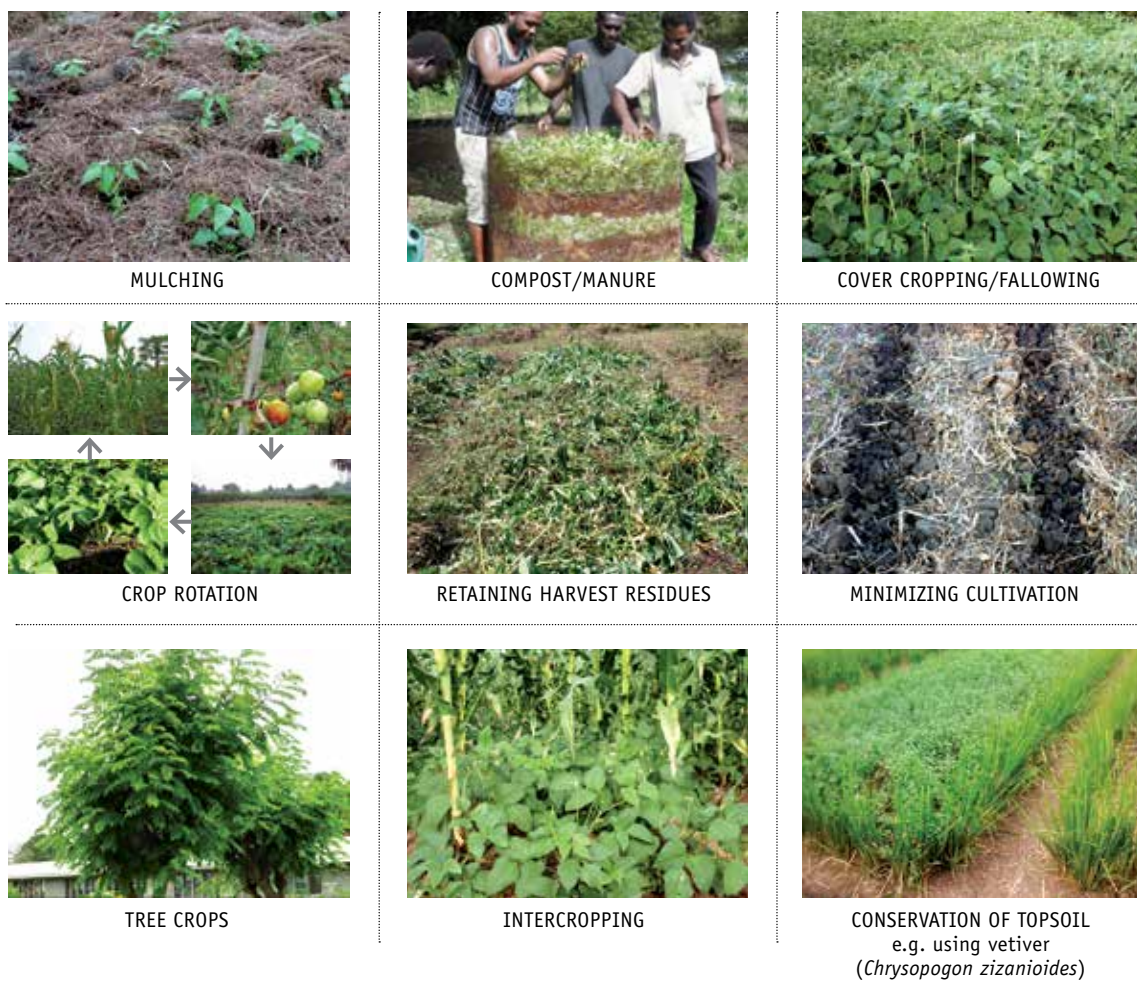 MULCHING
COMPOST/MANURE
COVER CROPPING/FALLOWING
CROP ROTATION
RETAINING HARVEST RESIDUES
MINIMIZING CULTIVATION
TREE CROPS
INTERCROPPING
CONSERVATION OF TOPSOIL
e.g. using vetiver
(Chrysopogon zizanioides)